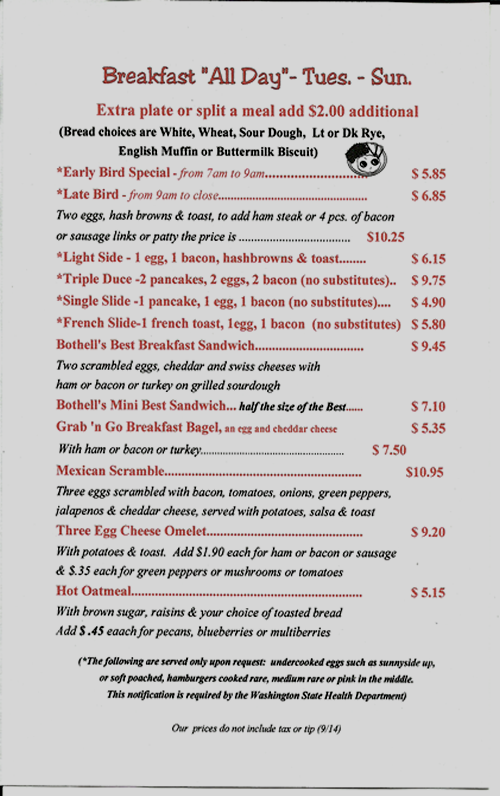 Breakfast "All Day"- Tues. - Sun.
Extra plate or split a meal add $2.00 additional
(Bread choices are White, Wheat, Sour Dough, Lt or Dk Rye,
English Muffin or Buttermilk Biscuit)
*Early Bird Special - from 7am to 9am............................ $ 5.85
*Late Bird - from 9am to close.................................................. $ 6.85
Two eggs, hash browns & toast, to add ham steak or 4 pcs. of bacon
or sausage links or patty the price is ................................... $10.25
*Light Side - 1 egg, 1 bacon, hashbrowns & toast........ $ 6.15
*Triple Duce -2 pancakes, 2 eggs, 2 bacon (no substitutes).. $ 9.75
*Single Slide -1 pancake, 1 egg, 1 bacon (no substitutes).... $ 4.90
*French Slide-1 french toast, 1egg, 1 bacon (no substitutes) $ 5.80
Bothell's Best Breakfast Sandwich................................ $ 9.45
Two scrambled eggs, cheddar and swiss cheeses with
ham or bacon or turkey on grilled sourdough
Bothell's Mini Best Sandwich... half the size of the Best...... $ 7.10
Grab 'n Go Breakfast Bagel, an egg and cheddar cheese $ 5.35
With ham or bacon or turkey.................................................. $ 7.50
Mexican Scramble.......................................................... $10.95
Three eggs scrambled with bacon, tomatoes, onions, green peppers,
jalapenos & cheddar cheese, served with potatoes, salsa & toast
Three Egg Cheese Omelet.............................................. $ 9.20
With potatoes & toast. Add $1.90 each for ham or bacon or sausage
& $.35 each for green peppers or mushrooms or tomatoes
Hot Oatmeal.................................................................... $ 5.15
With brown sugar, raisins & your choice of toasted bread
Add $ .45 eaach for pecans, blueberries or multiberries
(*The following are served only upon request: undercooked eggs such as sunnyside up,
or soft poached, hamburgers cooked rare, medium rare or pink in the middle.
This notification is required by the Washington State Health Department)
Our prices do not include tax or tip (9/14)